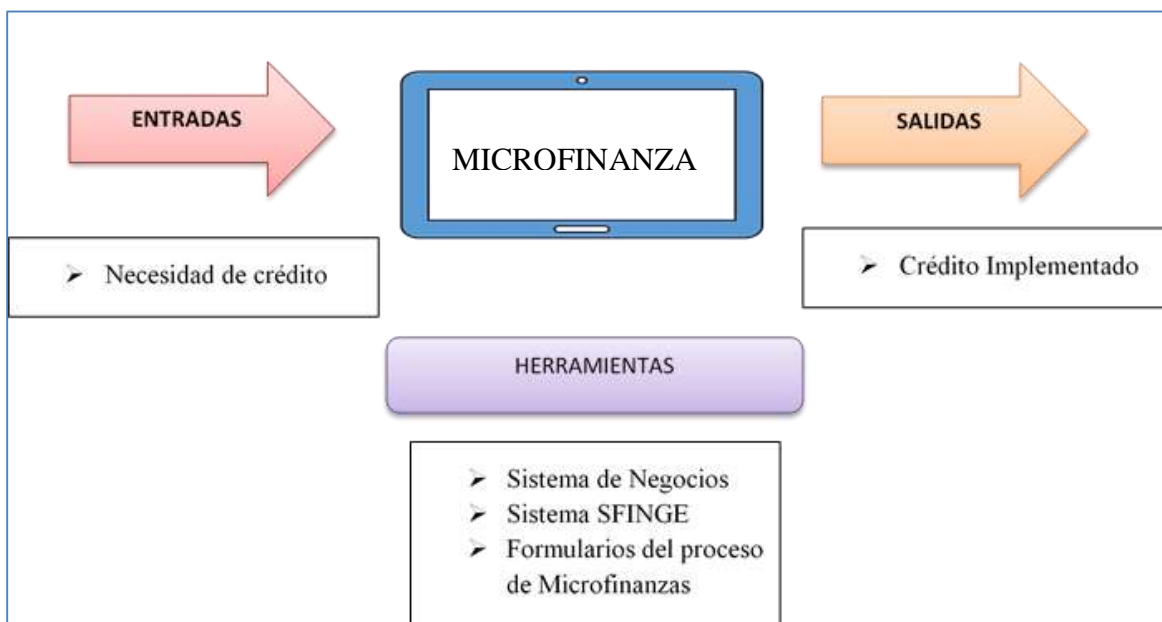 ENTRADAS
MICROFINANZA
SALIDAS
➢ Necesidad de crédito
➢ Crédito Implementado
HERRAMIENTAS
➢ Sistema de Negocios
➢ Sistema SFINGE
➢ Formularios del proceso
de Microfinanzas